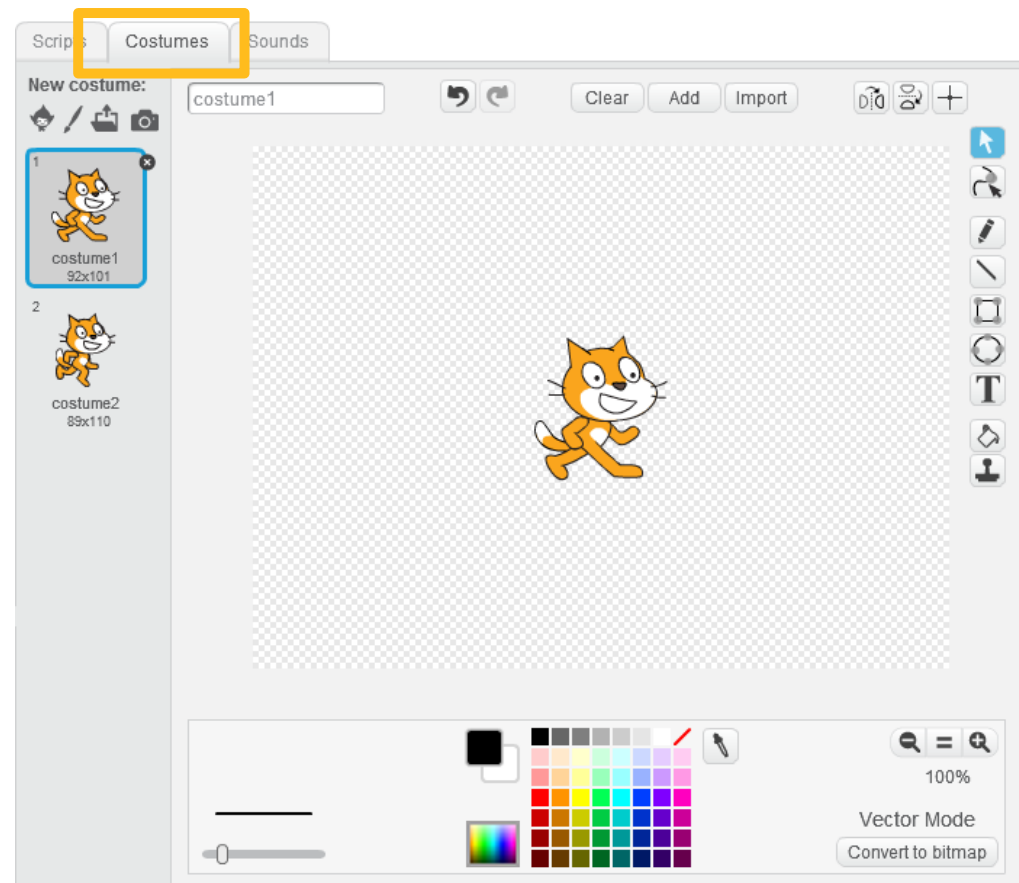 Scripts Costumes Sounds
New costume:
costume1
Clear Add Import
1
costume1
92x101
2
costume2
89x110
T
100%
Vector Mode
Convert to bitmap